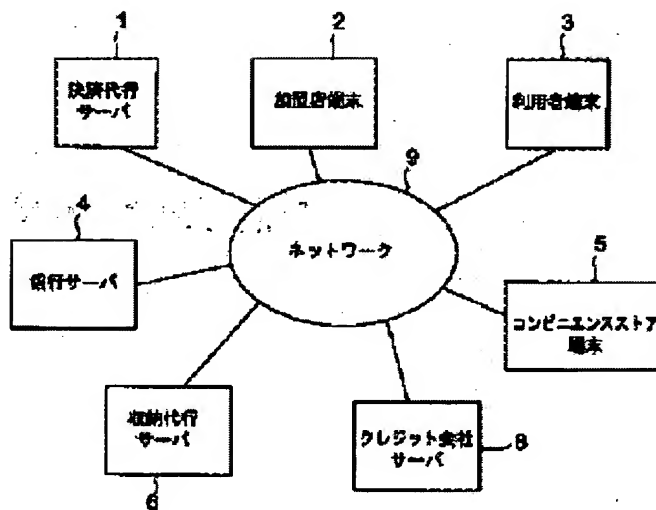 1
2
3
決済代行
サーバ
加盟店端末
利用者端末
9
4
銀行サーバ
ネットワーク
5
コンビニエンスストア
端末
収納代行
サーバ
6
クレジット会社
サーバ
8